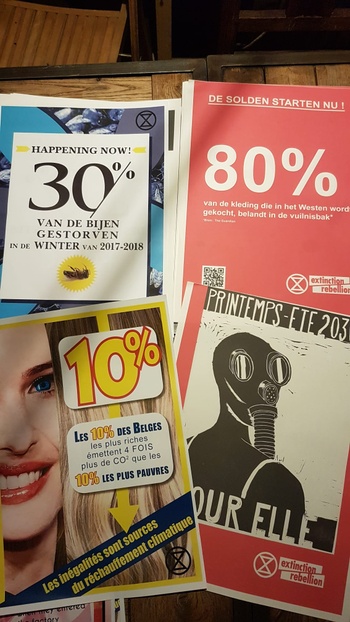 HAPPENING NOW!
30%
VAN DE BIJEN
GESTORVEN
IN DE WINTER VAN 2017-2018
DE SOLDEN STARTEN NU !
80%
van de kleding die in het Westen word
gekocht, belandt in de vuilnisbak*
extinction
rebellion
10%
LES 10% DES BELGES
les plus riches
émettent 4 FOIS
plus de CO² que les
10% LES PLUS PAUVRES
Les inégalités sont sources
du réchauffement climatique
PRINTEMPS-ETE 203
OUR ELLE
extinction
rebellion